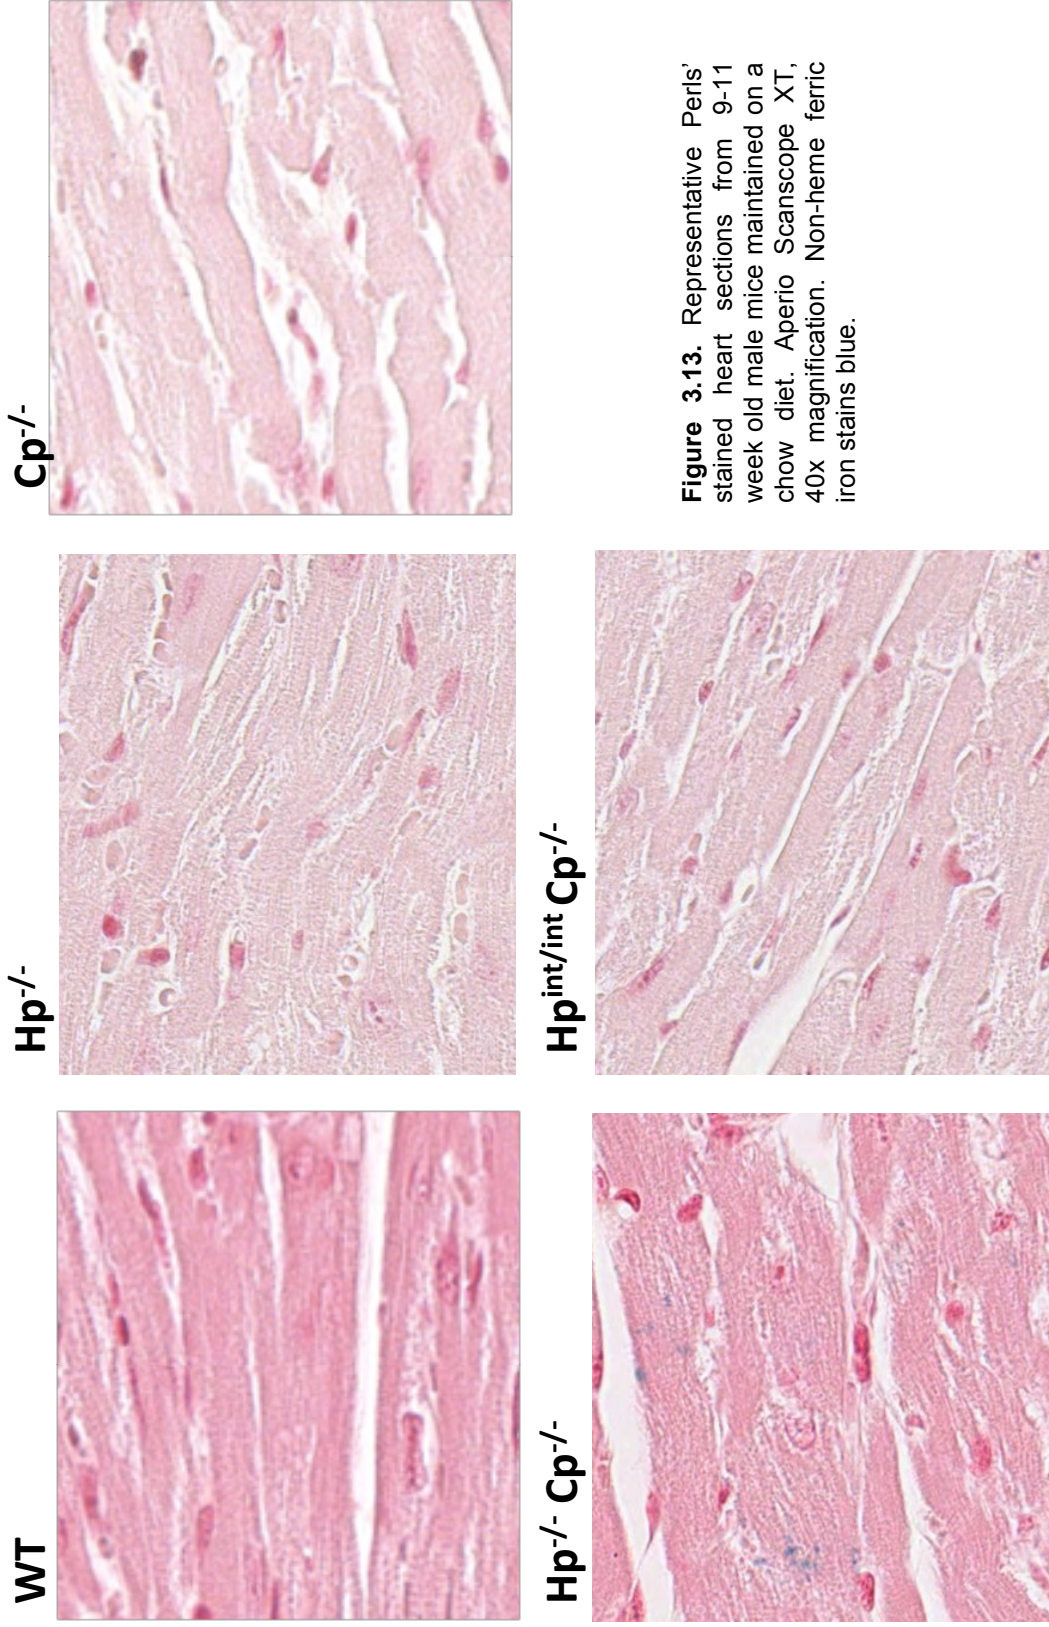 WT
Hp-/-
Cp-/-
Hp-/- Cp-/-
Hpint/int Cp-/-
Figure 3.13. Representative Perls’
stained heart sections from 9-11
week old male mice maintained on a
chow diet. Aperio Scanscope XT,
40x magnification. Non-heme ferric
iron stains blue.